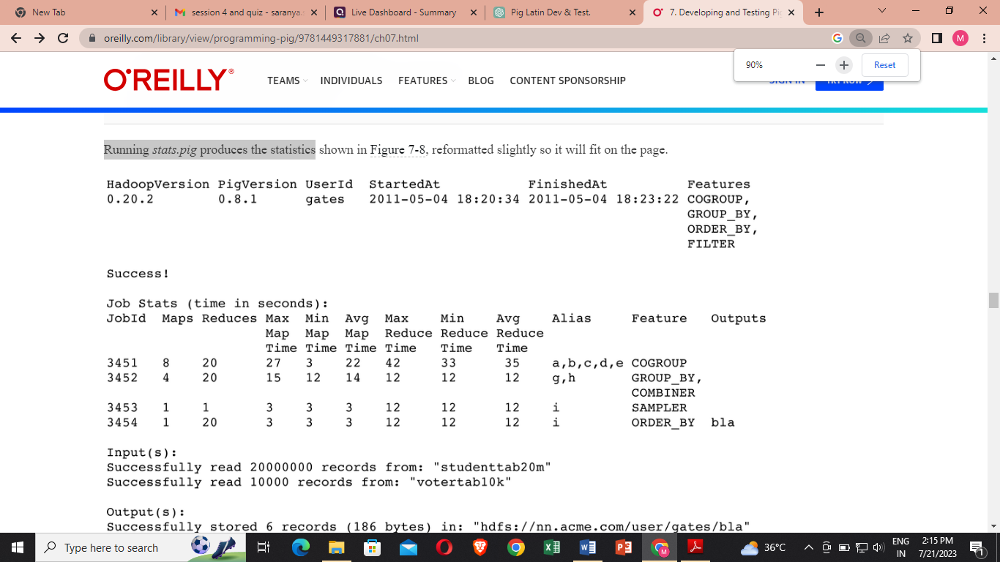 New Tab
session 4 and quiz - saranya.s
Live Dashboard - Summary
Pig Latin Dev & Test.
7. Developing and Testing Pig
oreilly.com/library/view/programming-pig/9781449317881/ch07.html
M
90%
Reset
O'REILLY®
TEAMS INDIVIDUALS FEATURES BLOG CONTENT SPONSORSHIP
SIGN IN TRY NOW
Running stats.pig produces the statistics shown in Figure 7-8, reformatted slightly so it will fit on the page.
HadoopVersion PigVersion UserId StartedAt FinishedAt Features
0.20.2 0.8.1 gates 2011-05-04 18:20:34 2011-05-04 18:23:22 COGROUP,
GROUP_BY,
ORDER_BY,
FILTER
Success!
Job Stats (time in seconds):
JobId Maps Reduces Max Min Avg Max Min Avg Alias Feature Outputs
Map Map Map Reduce Reduce Reduce
Time Time Time Time Time Time
3451 8 20 27 3 22 42 33 35 a,b,c,d,e COGROUP
3452 4 20 15 12 14 12 12 12 g,h GROUP_BY,
COMBINER
3453 1 1 3 3 3 12 12 12 i SAMPLER
3454 1 20 3 3 3 12 12 12 i ORDER_BY bla
Input(s):
Successfully read 20000000 records from: "studenttab20m"
Successfully read 10000 records from: "votertab10k"
Output(s):
Successfully stored 6 records (186 bytes) in: "hdfs://nn.acme.com/user/gates/bla"
Type here to search
36°C
ENG
IN
2:15 PM
7/21/2023
1